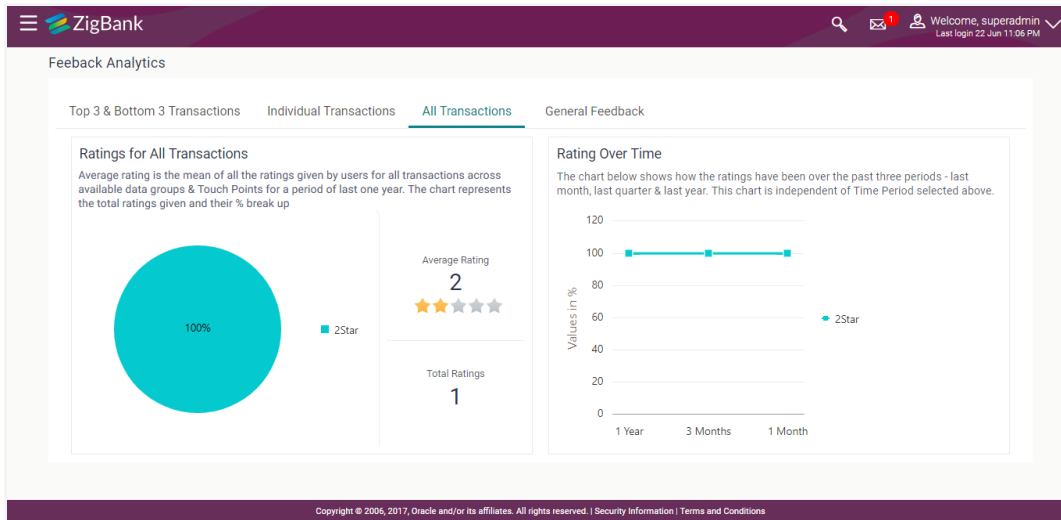 ZigBank
1
Welcome, superadmin
Last login 22 Jun 11:06 PM
Feeback Analytics
Top 3 & Bottom 3 Transactions
Individual Transactions
All Transactions
General Feedback
Ratings for All Transactions
Average rating is the mean of all the ratings given by users for all transactions across
available data groups & Touch Points for a period of last one year. The chart represents
the total ratings given and their % break up
100%
2Star
Average Rating
2
Total Ratings
1
Rating Over Time
The chart below shows how the ratings have been over the past three periods - last
month, last quarter & last year. This chart is independent of Time Period selected above.
Values in %
120
100
80
60
40
20
0
1 Year
3 Months
1 Month
2Star
Copyright © 2006, 2017, Oracle and/or its affiliates. All rights reserved. | Security Information | Terms and Conditions